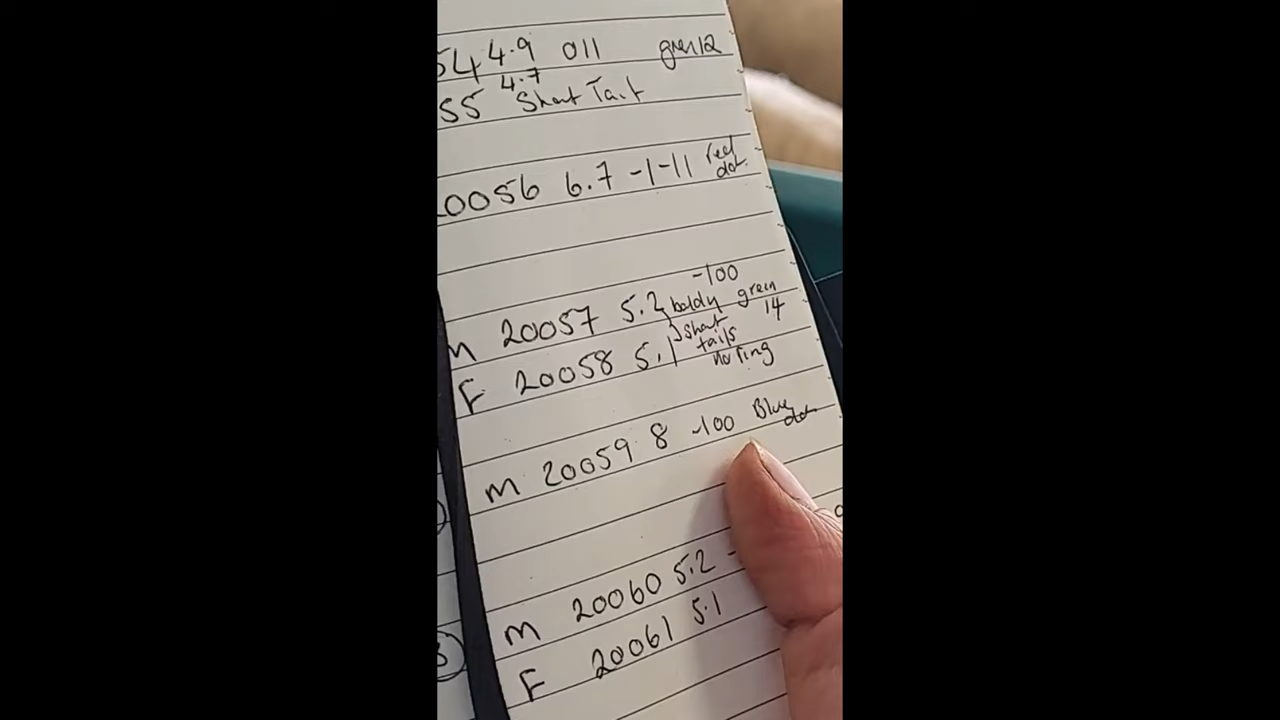 54 4.9 011 green 12
4.7
55 Short Tail
0056 6.7 -1-11 red dot
-100
M 20057 5.2 baldy green 14
F 20058 5.1 short tails
no ring
M 20059 8 -100 Blue dot
M 20060 5.2 -
F 20061 5.1